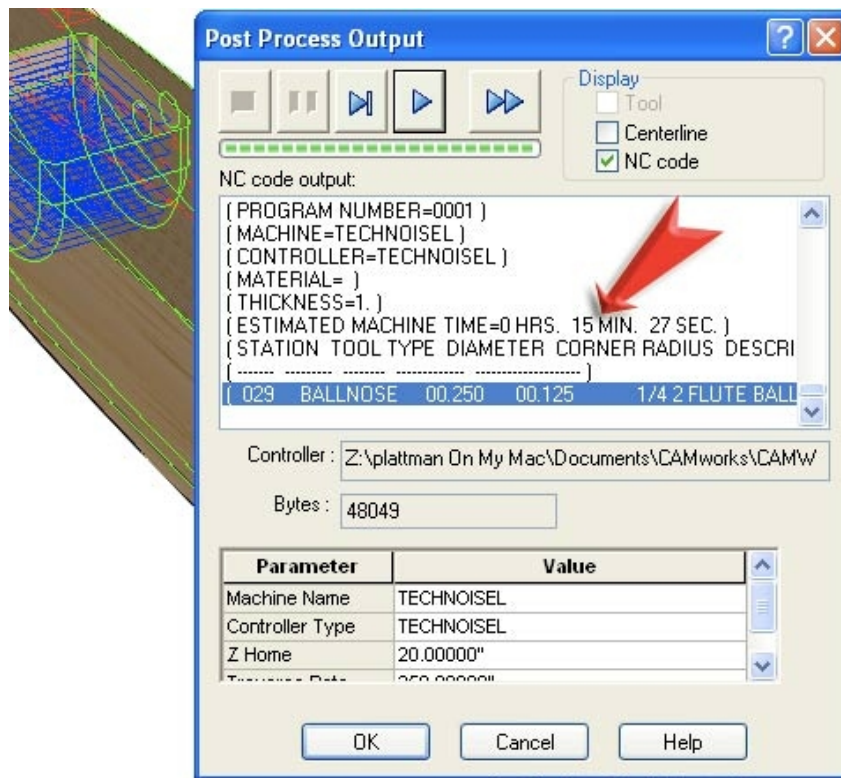 Post Process Output
Display
Tool
Centerline
NC code
NC code output:
( PROGRAM NUMBER=0001 )
( MACHINE=TECHNOISEL )
( CONTROLLER=TECHNOISEL )
( MATERIAL= )
( THICKNESS=1. )
( ESTIMATED MACHINE TIME=0 HRS. 15 MIN. 27 SEC. )
( STATION TOOL TYPE DIAMETER CORNER RADIUS DESCRI
( ------- --------- ------- ------------- -------------------- )
( 029 BALLNOSE 00.250 00.125 1/4 2 FLUTE BALL
Controller : Z:\plattman On My Mac\Documents\CAMworks\CAMW
Bytes : 48049
Parameter Value
Machine Name TECHNOISEL
Controller Type TECHNOISEL
Z Home 20.00000"
OK Cancel Help